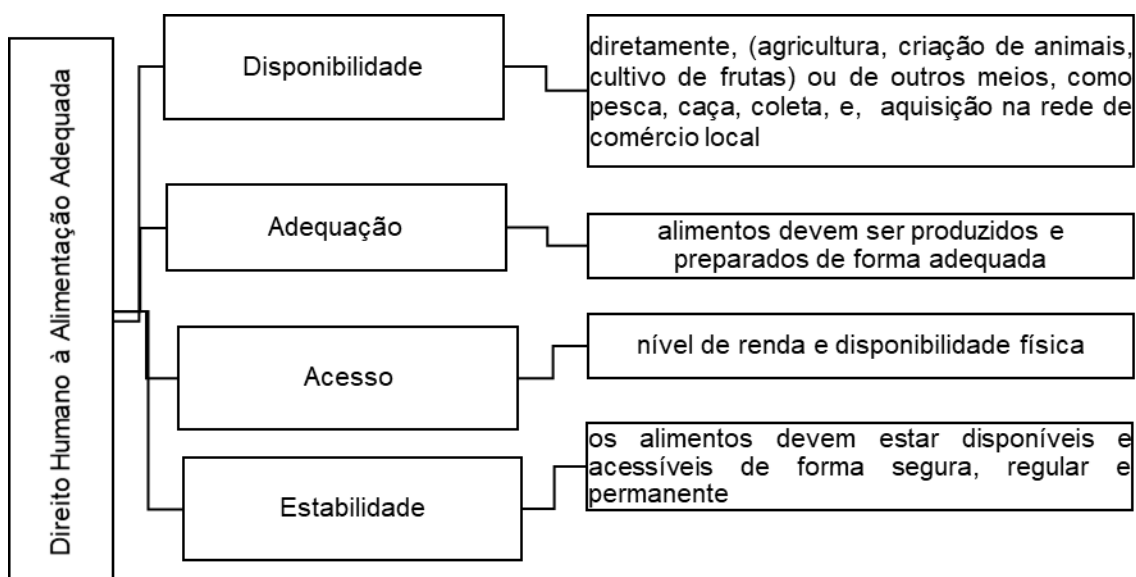 Direito Humano à Alimentação Adequada
Disponibilidade
diretamente, (agricultura, criação de animais,
cultivo de frutas) ou de outros meios, como
pesca, caça, coleta, e, aquisição na rede de
comércio local
Adequação
alimentos devem ser produzidos e
preparados de forma adequada
Acesso
nível de renda e disponibilidade física
Estabilidade
os alimentos devem estar disponíveis e
acessíveis de forma segura, regular e
permanente